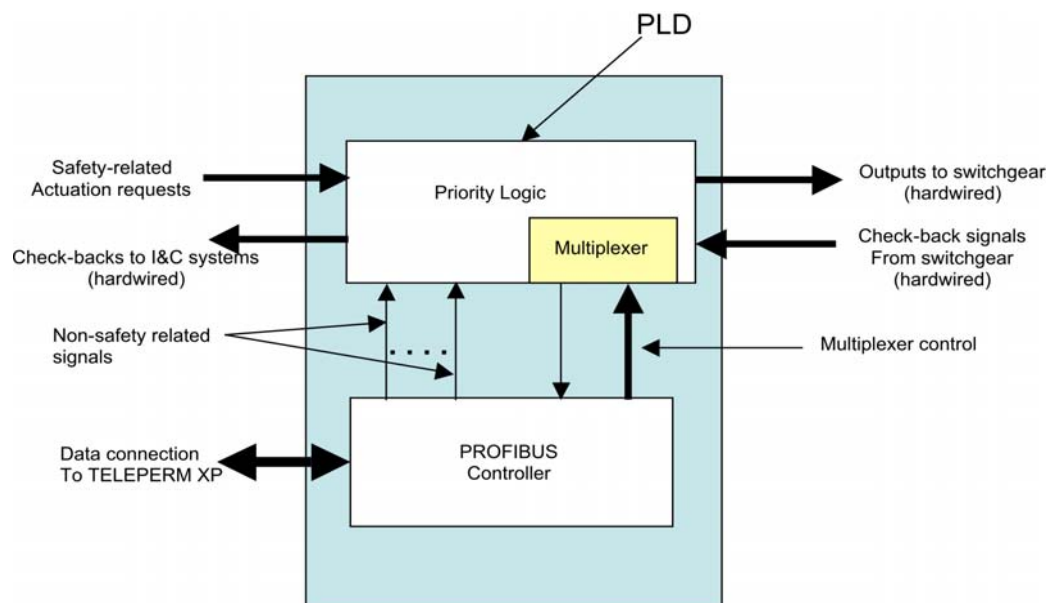 PLD
Safety-related
Actuation requests
Priority Logic
Outputs to switchgear
(hardwired)
Check-backs to I&C systems
(hardwired)
Multiplexer
Check-back signals
From switchgear
(hardwired)
Non-safety related
signals
Multiplexer control
Data connection
To TELEPERM XP
PROFIBUS
Controller